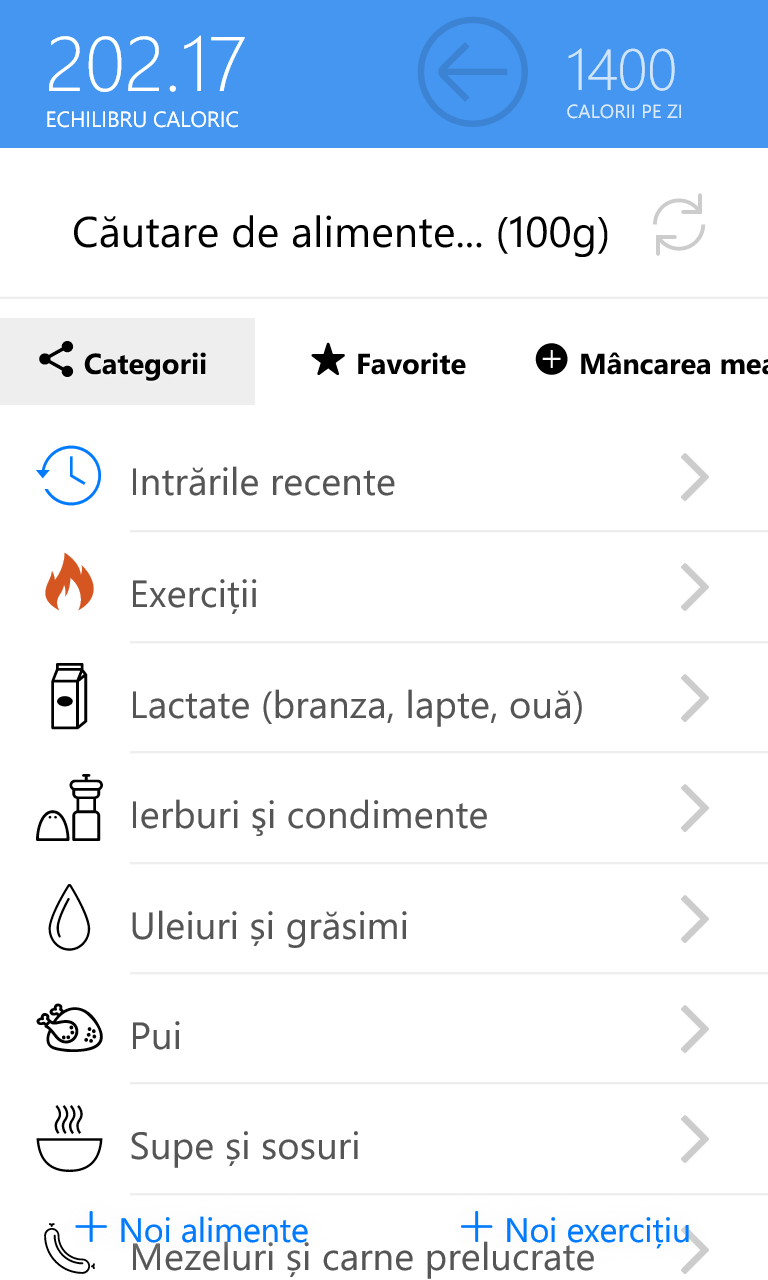 202.17
1400
ECHILIBRU CALORIC
CALORII PE ZI
Căutare de alimente... (100g)
Categorii
Favorite
Mâncarea mea
Intrările recente
Exerciții
Lactate (branza, lapte, ouă)
Ierburi şi condimente
Uleiuri și grăsimi
Pui
Supe și sosuri
Noi alimente
Noi exercițiu
Mezeluri și carne prelucrate